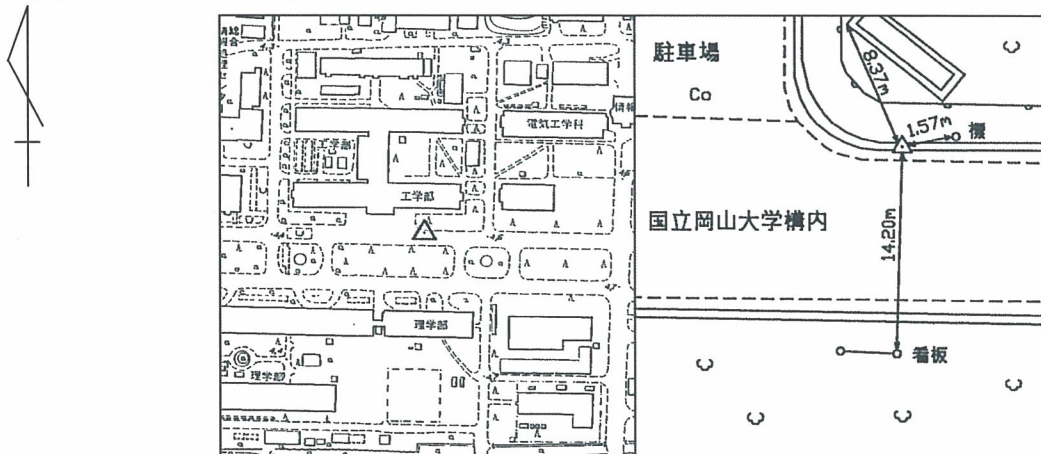 電気工学科
工学部
工学部
理学部
理学部
駐車場
Co
8.37m
1.57m
柵
国立岡山大学構内
14.20m
看板